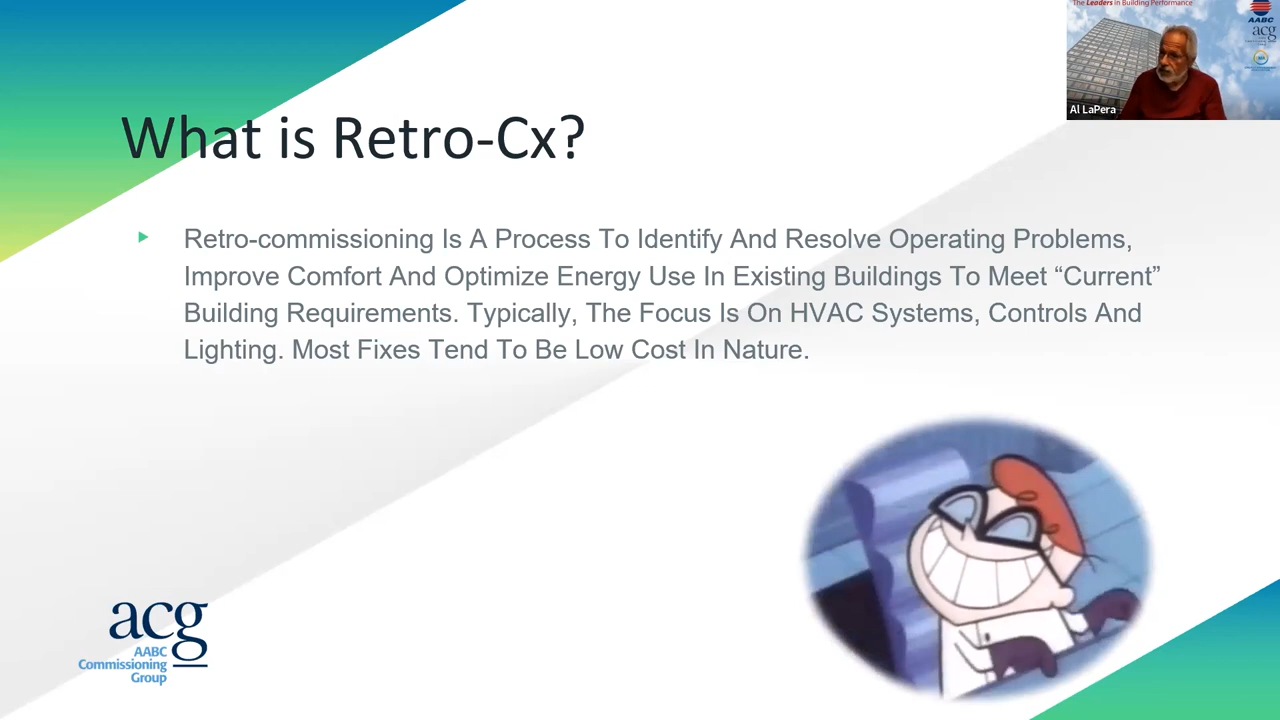 The Leaders in Building Performance
AABC
acg
Al LaPera
What is Retro-Cx?
Retro-commissioning Is A Process To Identify And Resolve Operating Problems,
Improve Comfort And Optimize Energy Use In Existing Buildings To Meet “Current”
Building Requirements. Typically, The Focus Is On HVAC Systems, Controls And
Lighting. Most Fixes Tend To Be Low Cost In Nature.
acg
AABC
Commissioning
Group